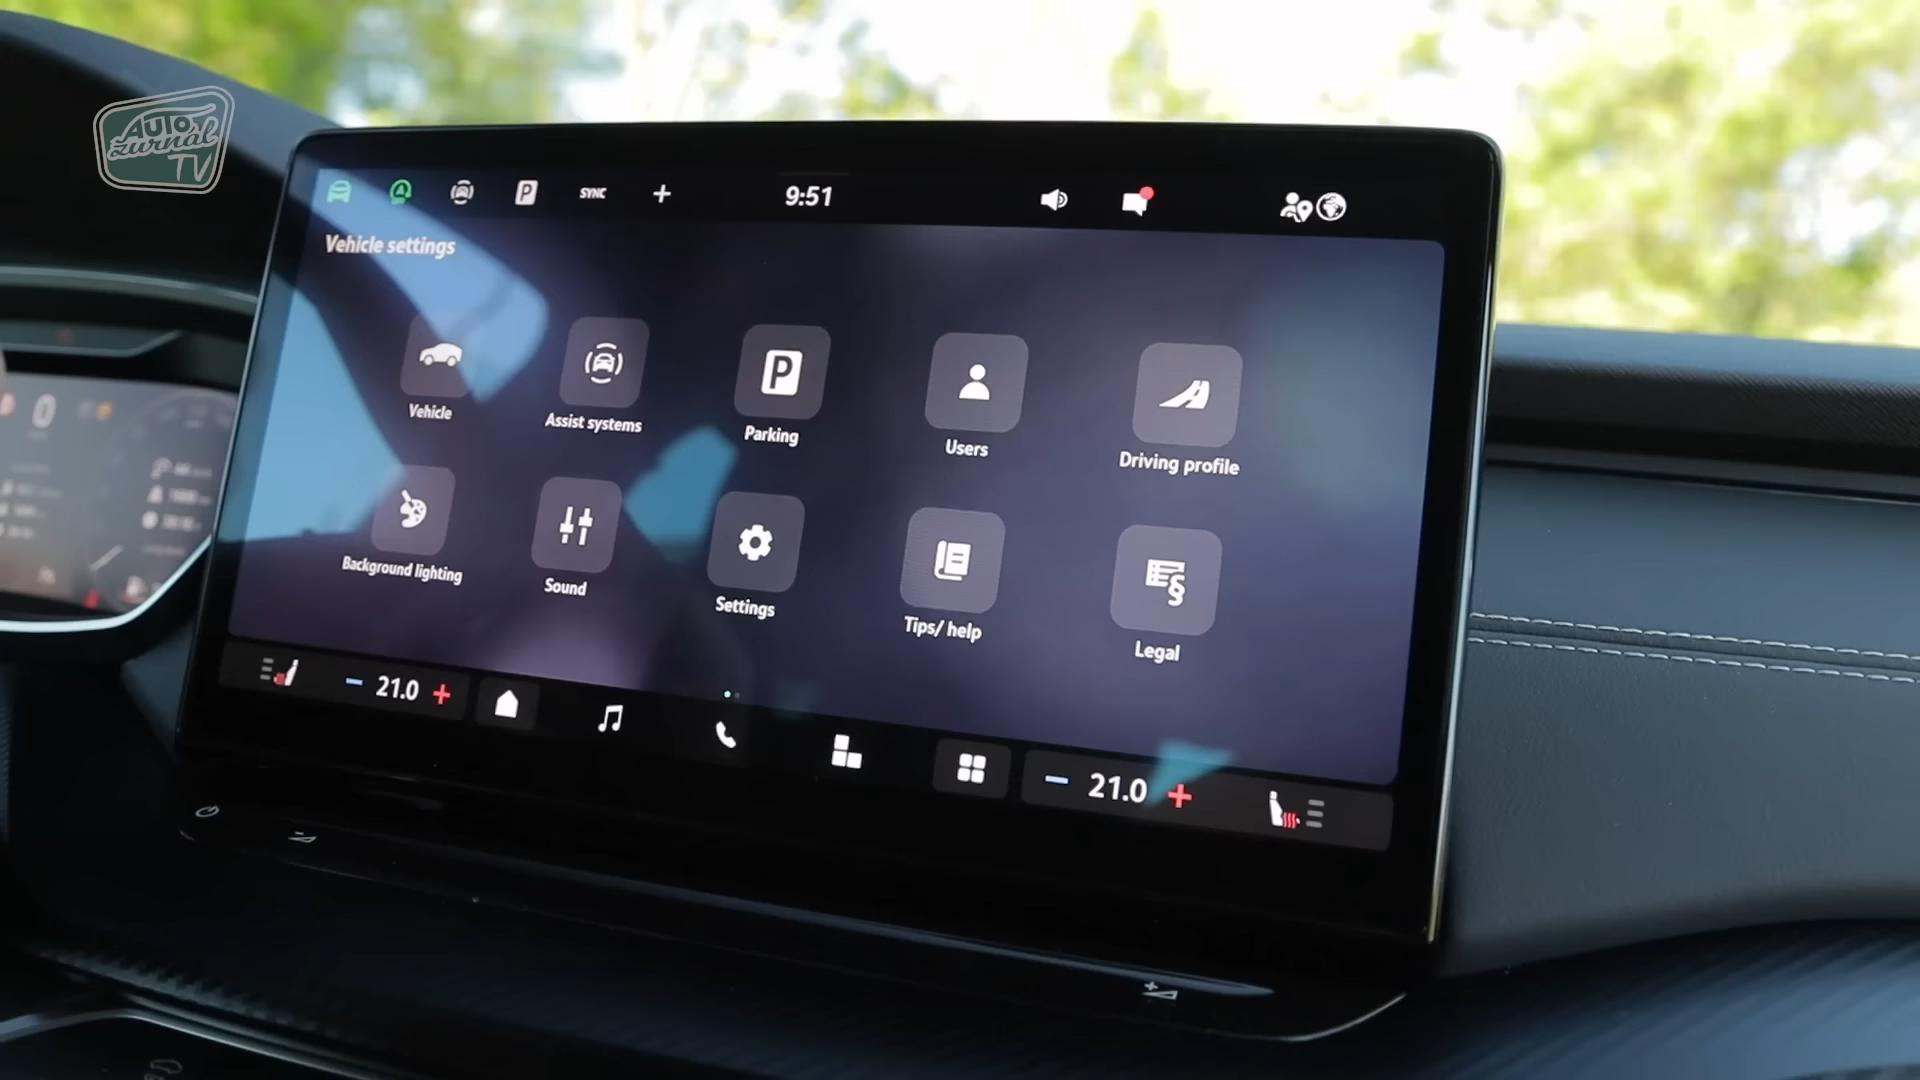 Auto
žurnál
TV
SYNC
+
9:51
Vehicle settings
Vehicle
Assist systems
P
Parking
Users
Driving profile
Background lighting
Sound
Settings
Tips/ help
Legal
− 21.0 +
− 21.0 +
0